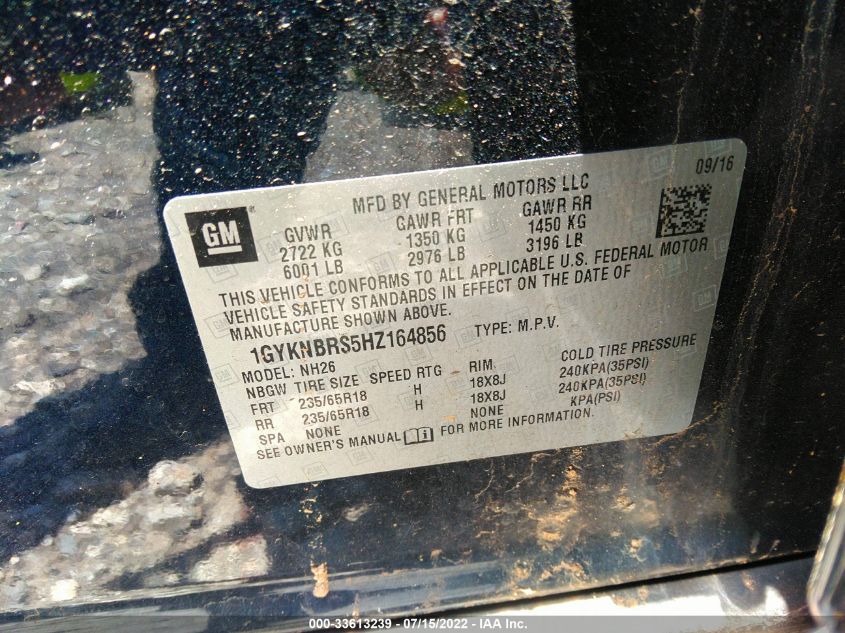 09/16
MFD BY GENERAL MOTORS LLC
GM
GVWR GAWR FRT GAWR RR
2722 KG 1350 KG 1450 KG
6001 LB 2976 LB 3196 LB
THIS VEHICLE CONFORMS TO ALL APPLICABLE U.S. FEDERAL MOTOR
VEHICLE SAFETY STANDARDS IN EFFECT ON THE DATE OF
MANUFACTURE SHOWN ABOVE.
1GYKNBRS5HZ164856 TYPE: M.P.V.
MODEL: NH26
NBGW TIRE SIZE SPEED RTG RIM COLD TIRE PRESSURE
FRT 235/65R18 H 18X8J 240KPA(35PSI)
RR 235/65R18 H 18X8J 240KPA(35PSI)
SPA NONE NONE KPA(PSI)
SEE OWNER'S MANUAL FOR MORE INFORMATION.
©00 — 33613239 — 07/15/2022 — IAA Inc.